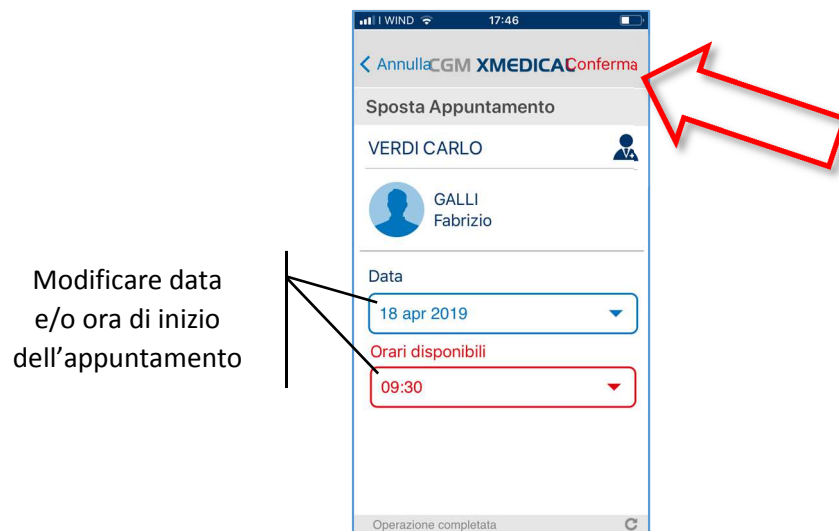 I WIND 17:46
Annulla CGM XMEDICAL Conferma
Sposta Appuntamento
VERDI CARLO
GALLI
Fabrizio
Modificare data
e/o ora di inizio
dell’appuntamento
Data
18 apr 2019
Orari disponibili
09:30
Operazione completata